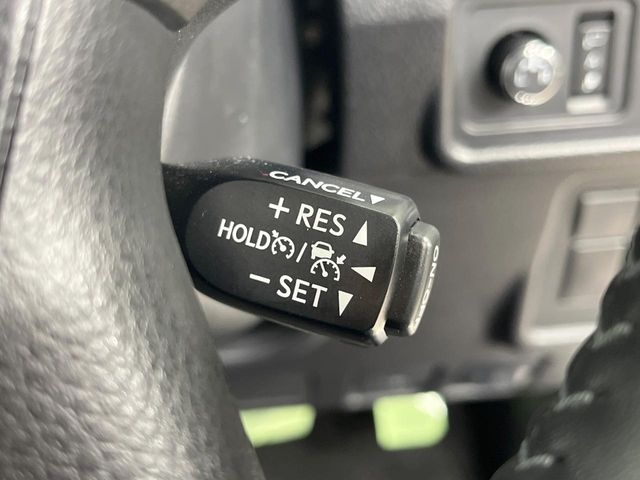 CANCEL
+ RES
HOLD /
− SET